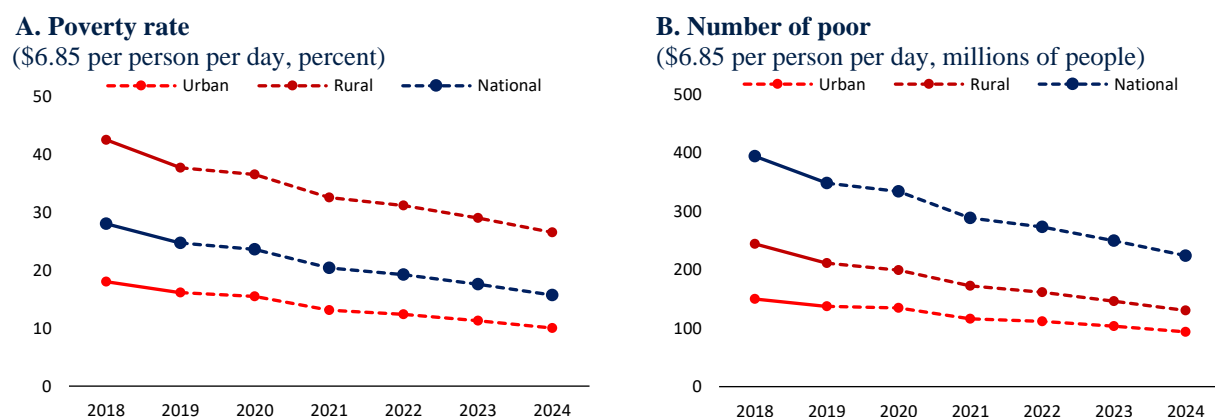 A. Poverty rate
($6.85 per person per day, percent)
Urban Rural National
50
40
30
20
10
0
2018 2019 2020 2021 2022 2023 2024
B. Number of poor
($6.85 per person per day, millions of people)
Urban Rural National
500
400
300
200
100
0
2018 2019 2020 2021 2022 2023 2024